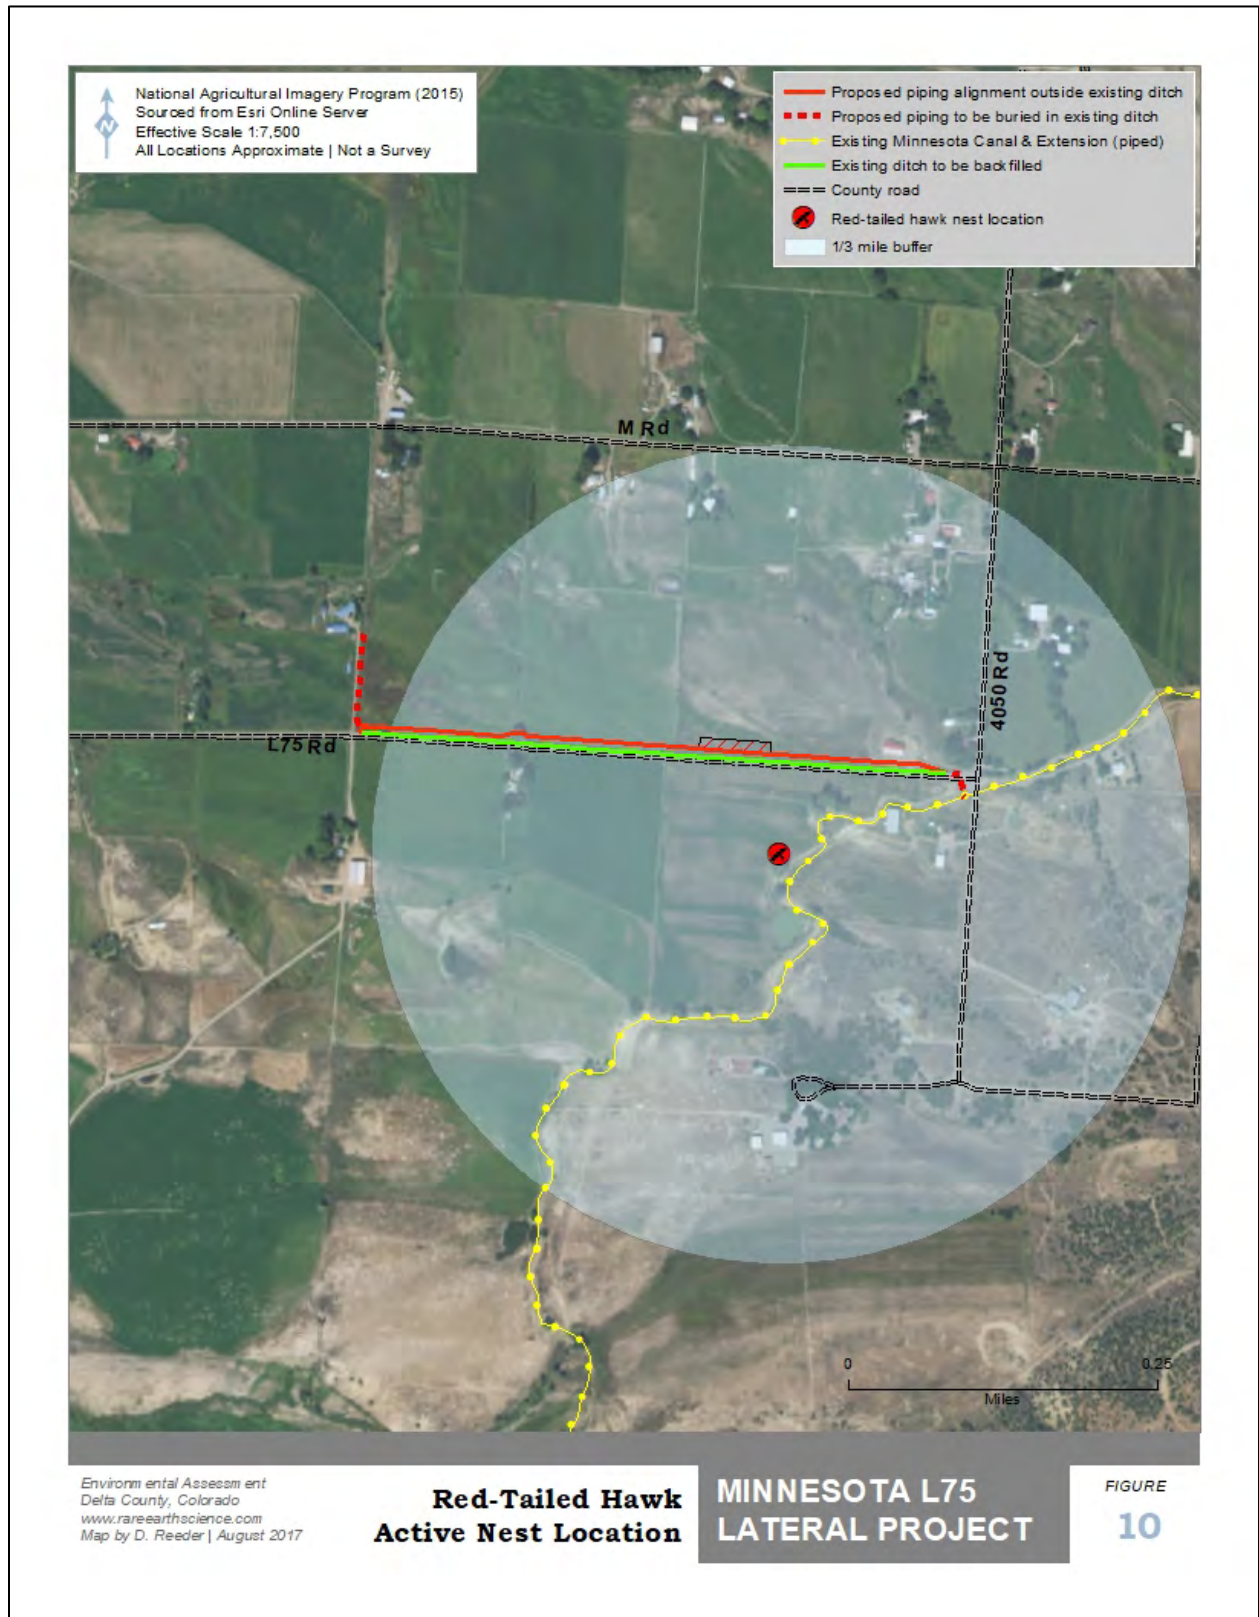 National Agricultural Imagery Program (2015)
Sourced from Esri Online Server
Effective Scale 1:7,500
All Locations Approximate | Not a Survey
N
Proposed piping alignment outside existing ditch
Proposed piping to be buried in existing ditch
Existing Minnesota Canal & Extension (piped)
Existing ditch to be backfilled
County road
Red-tailed hawk nest location
1/3 mile buffer
M Rd
4050 Rd
L75 Rd
0 0.25
Miles
Environmental Assessment
Delta County, Colorado
www.rareearthscience.com
Map by D. Reeder | August 2017
Red-Tailed Hawk
Active Nest Location
MINNESOTA L75
LATERAL PROJECT
FIGURE
10